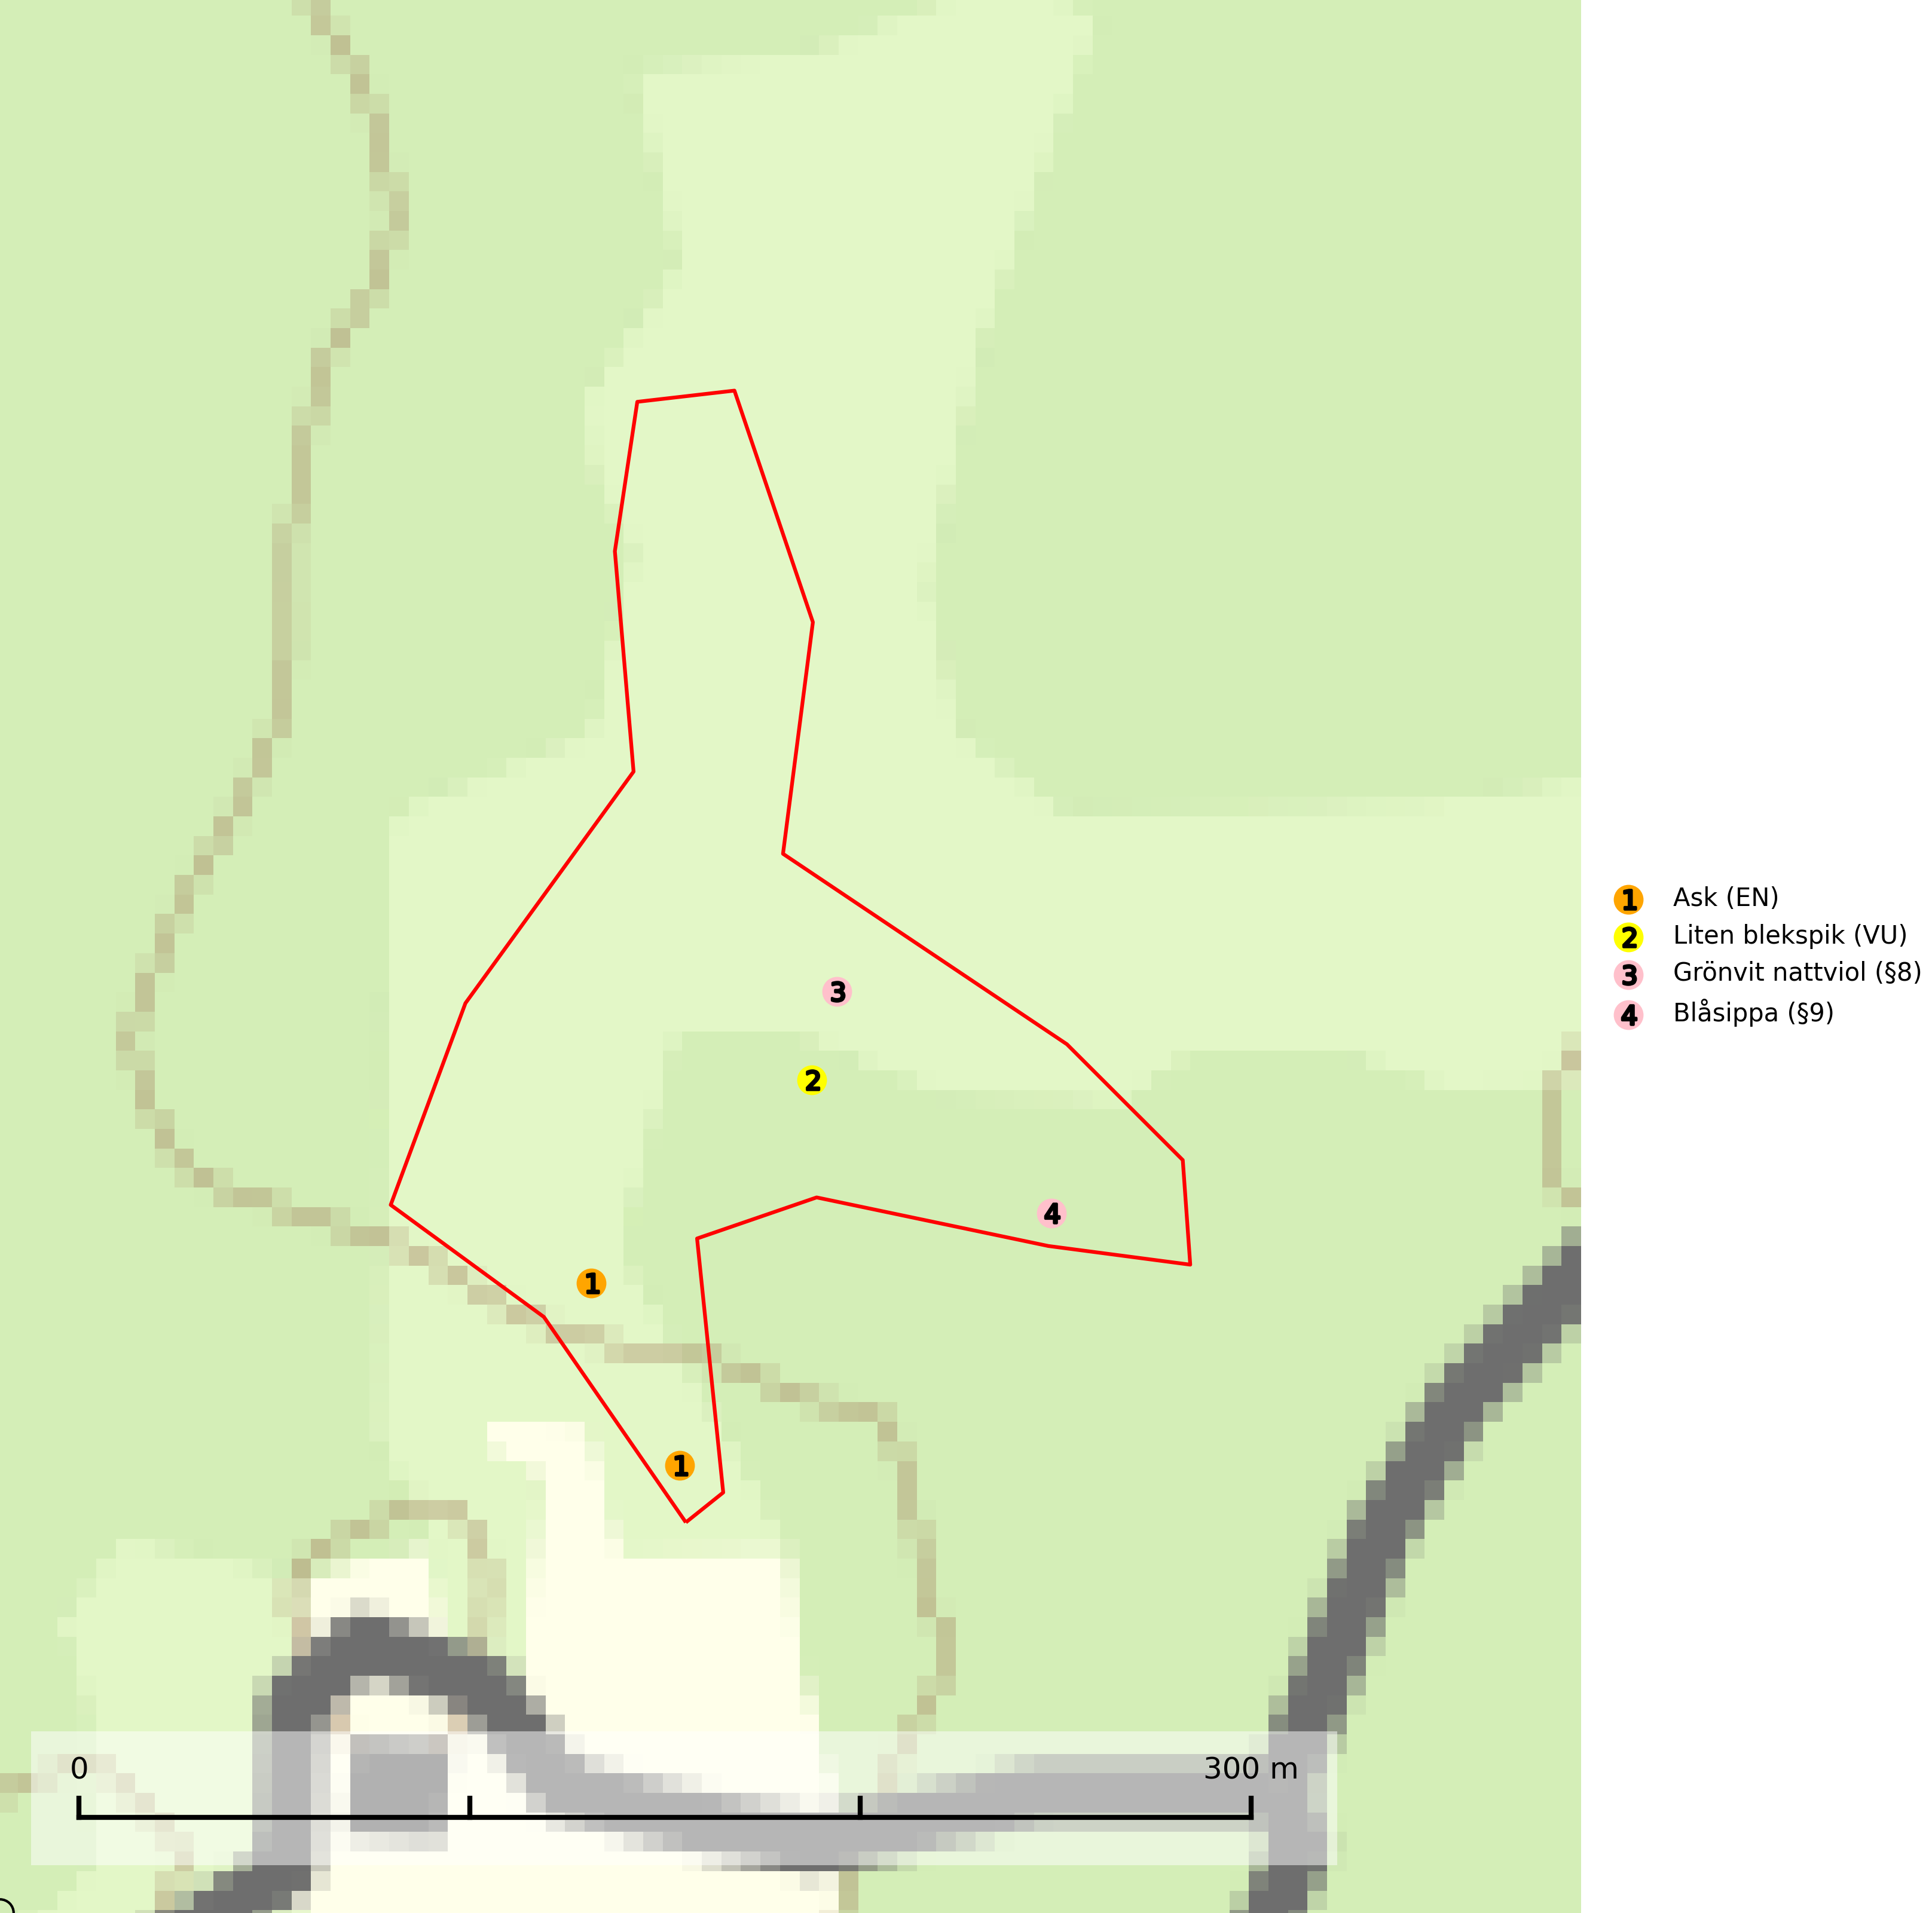 3
2
4
1
1
0
300 m
1 Ask (EN)
2 Liten blekspik (VU)
3 Grönvit nattviol (§8)
4 Blåsippa (§9)